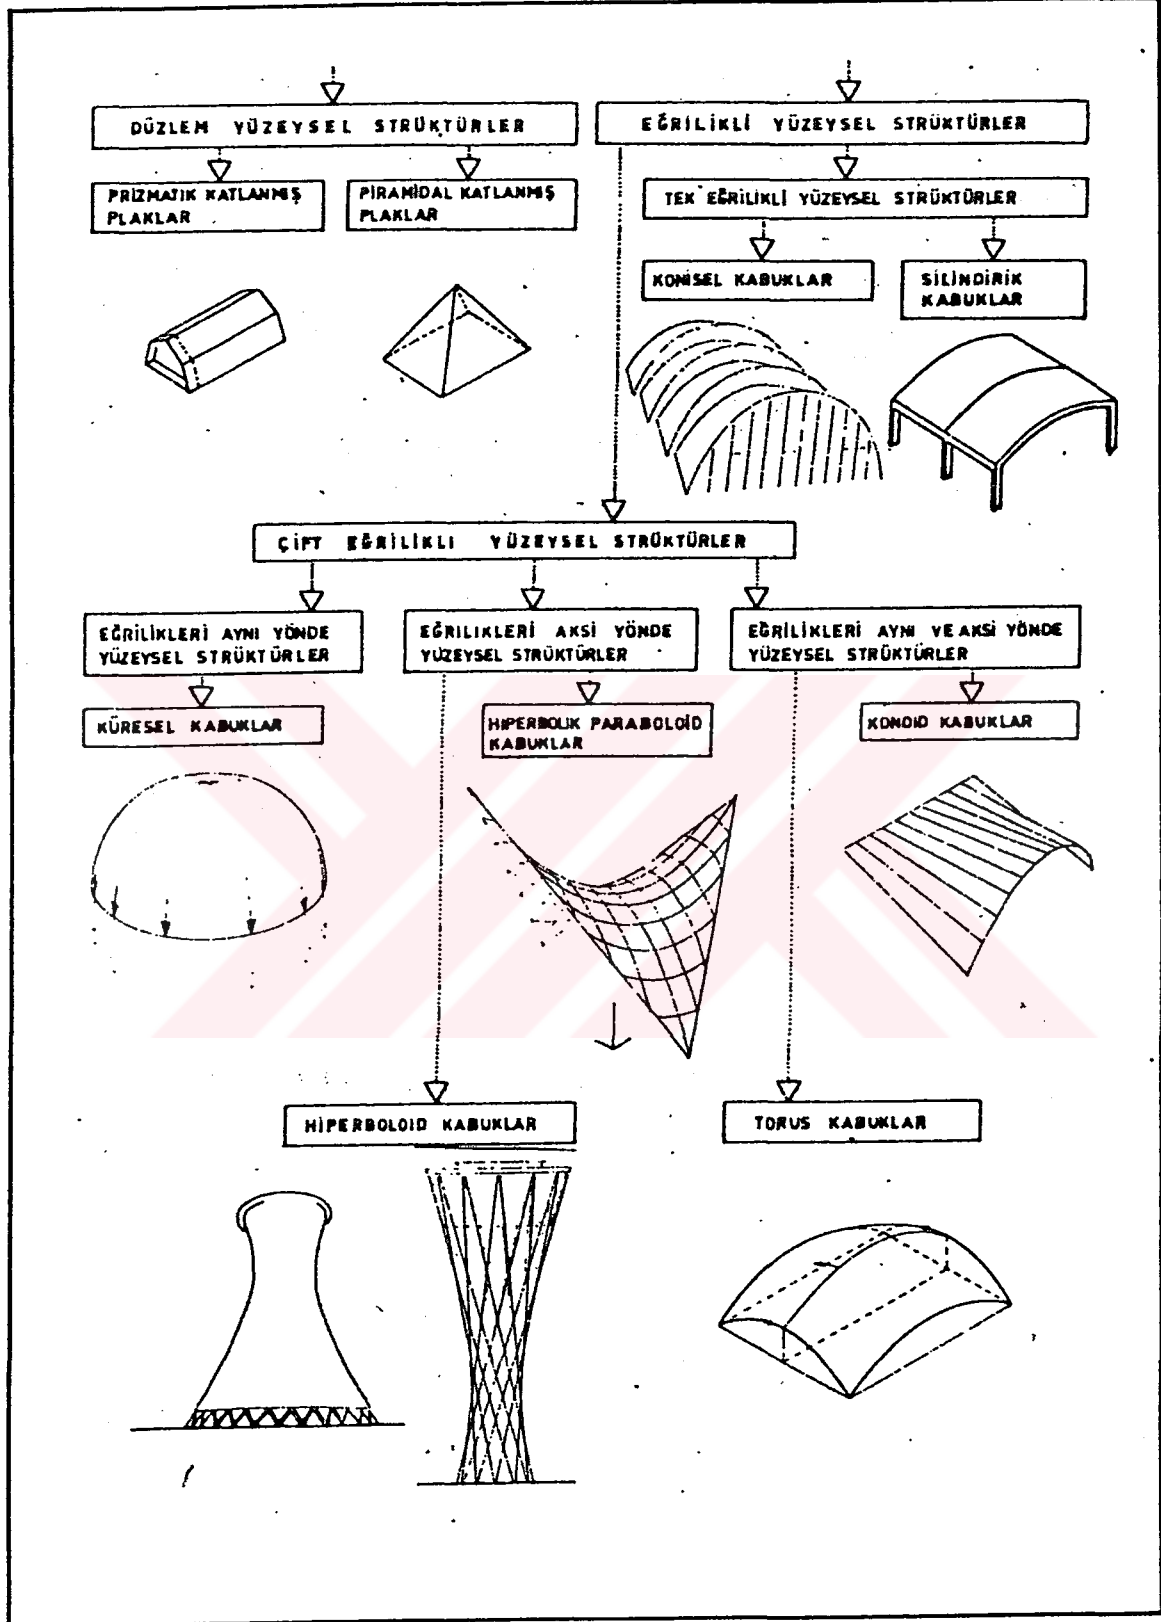 DÜZLEM YÜZEYSEL STRÜKTÜRLER
EĞRİLİKLİ YÜZEYSEL STRÜKTÜRLER
PRİZMATİK KATLANMIŞ
PLAKLAR
PİRAMİDAL KATLANMIŞ
PLAKLAR
TEK EĞRİLİKLİ YÜZEYSEL STRÜKTÜRLER
KONİSEL KABUKLAR
SİLİNDİRİK
KABUKLAR
ÇİFT EĞRİLİKLİ YÜZEYSEL STRÜKTÜRLER
EĞRİLİKLERİ AYNI YÖNDE
YÜZEYSEL STRÜKTÜRLER
EĞRİLİKLERİ AKSİ YÖNDE
YÜZEYSEL STRÜKTÜRLER
EĞRİLİKLERİ AYNI VE AKSİ YÖNDE
YÜZEYSEL STRÜKTÜRLER
KÜRESEL KABUKLAR
HİPERBOLİK PARABOLOİD
KABUKLAR
KONOİD KABUKLAR
HİPERBOLOİD KABUKLAR
TORUS KABUKLAR